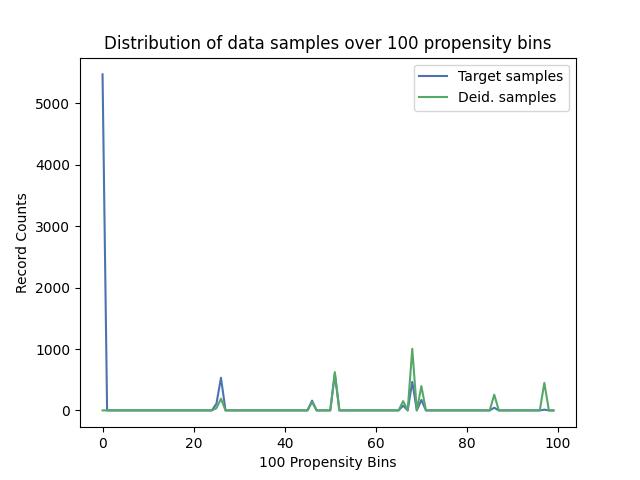 Distribution of data samples over 100 propensity bins
Target samples
Deid. samples
5000
4000
3000
2000
1000
0
Record Counts
0 20 40 60 80 100
100 Propensity Bins